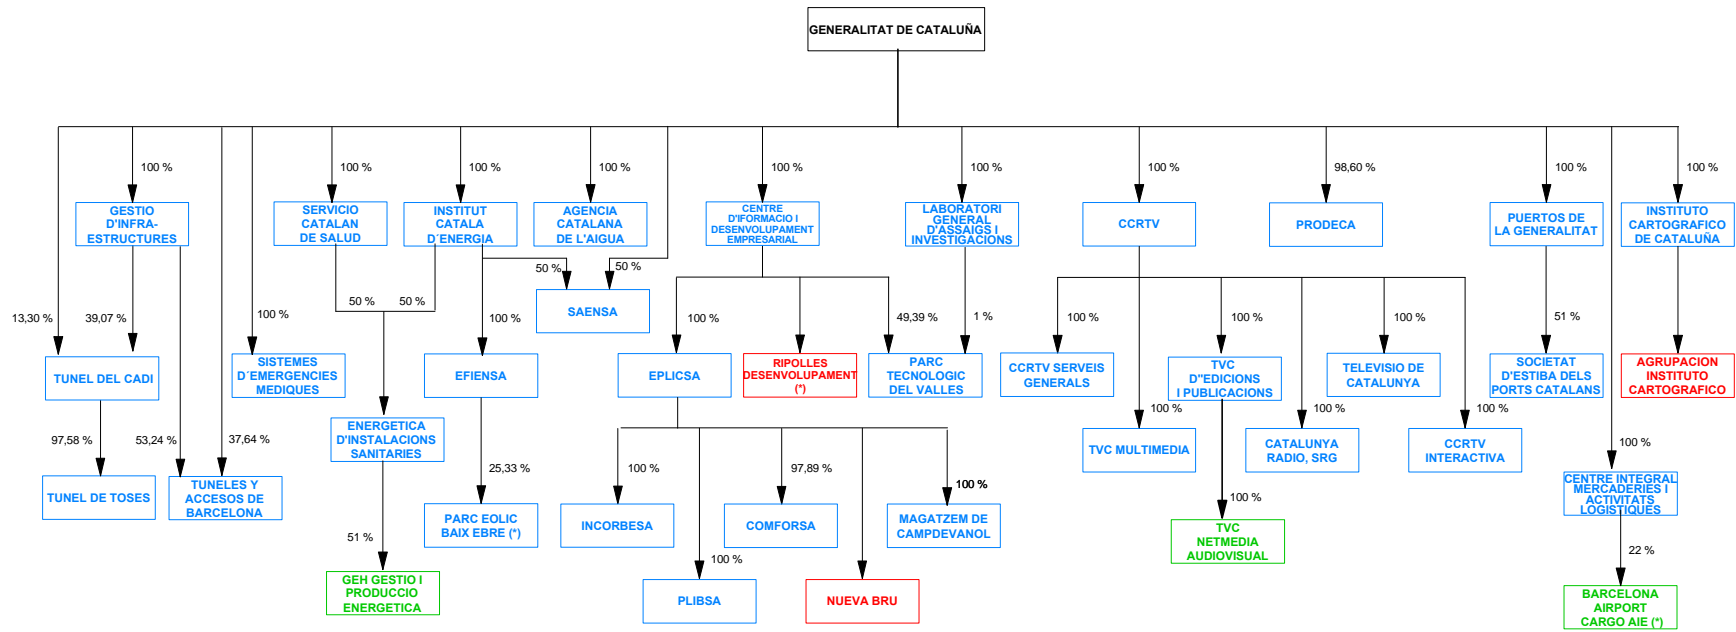 GENERALITAT DE CATALUÑA
100 %
100 %
100 %
100 %
100 %
100 %
100 %
98,60 %
100 %
100 %
GESTIO
D'INFRA-
ESTRUCTURES
SERVICIO
CATALAN
DE SALUD
INSTITUT
CATALA
D´ENERGIA
AGENCIA
CATALANA
DE L'AIGUA
CENTRE
D'IFORMACIO I
DESENVOLUPAMENT
EMPRESARIAL
LABORATORI
GENERAL
D'ASSAIGS I
INVESTIGACIONS
CCRTV
PRODECA
PUERTOS DE
LA GENERALITAT
INSTITUTO
CARTOGRAFICO
DE CATALUÑA
50 %
50 %
SAENSA
13,30 %
39,07 %
100 %
50 %
50 %
100 %
100 %
49,39 %
1 %
100 %
100 %
100 %
51 %
TUNEL DEL CADI
SISTEMES
D´EMERGENCIES
MEDIQUES
EFIENSA
EPLICSA
RIPOLLES
DESENVOLUPAMENT
(*)
PARC
TECNOLOGIC
DEL VALLES
CCRTV SERVEIS
GENERALS
TVC
D"EDICIONS
I PUBLICACIONS
TELEVISIO DE
CATALUNYA
SOCIETAT
D'ESTIBA DELS
PORTS CATALANS
AGRUPACION
INSTITUTO
CARTOGRAFICO
97,58 %
53,24 %
37,64 %
ENERGETICA
D'INSTALACIONS
SANITARIES
100 %
100 %
100 %
TVC MULTIMEDIA
CATALUNYA
RADIO, SRG
CCRTV
INTERACTIVA
100 %
25,33 %
100 %
97,89 %
100 %
TUNEL DE TOSES
TUNELES Y
ACCESOS DE
BARCELONA
PARC EOLIC
BAIX EBRE (*)
INCORBESA
COMFORSA
MAGATZEM DE
CAMPDEVANOL
100 %
CENTRE INTEGRAL
MERCADERIES I
ACTIVITATS
LOGISTIQUES
51 %
100 %
TVC
NETMEDIA
AUDIOVISUAL
22 %
GEH GESTIO I
PRODUCCIO
ENERGETICA
PLIBSA
NUEVA BRU
BARCELONA
AIRPORT
CARGO AIE (*)